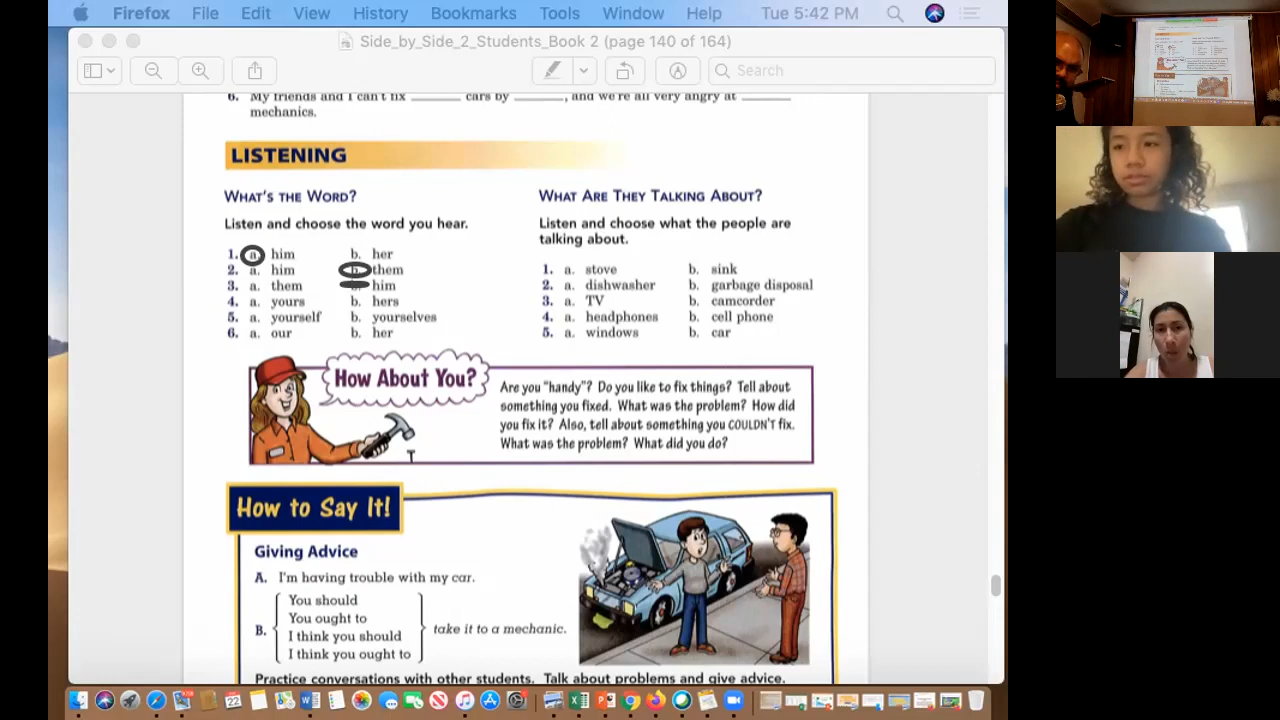 Firefox File Edit View History Bookmarks Tools Window Help Tue 5:42 PM
Side_by_Side_2_Students_Book 2 (page 140 of 164)
Search
6. My friends and I can't fix ______ cars by ______, and we're all very angry at ______
mechanics.
LISTENING
WHAT'S THE WORD?
Listen and choose the word you hear.
1. a. him b. her
2. a. him b. them
3. a. them b. him
4. a. yours b. hers
5. a. yourself b. yourselves
6. a. our b. her
WHAT ARE THEY TALKING ABOUT?
Listen and choose what the people are
talking about.
1. a. stove b. sink
2. a. dishwasher b. garbage disposal
3. a. TV b. camcorder
4. a. headphones b. cell phone
5. a. windows b. car
How About You?
Are you "handy"? Do you like to fix things? Tell about
something you fixed. What was the problem? How did
you fix it? Also, tell about something you COULDN'T fix.
What was the problem? What did you do?
How to Say It!
Giving Advice
A. I'm having trouble with my car.
You should
You ought to
B. I think you should
I think you ought to
take it to a mechanic.
Practice conversations with other students. Talk about problems and give advice.